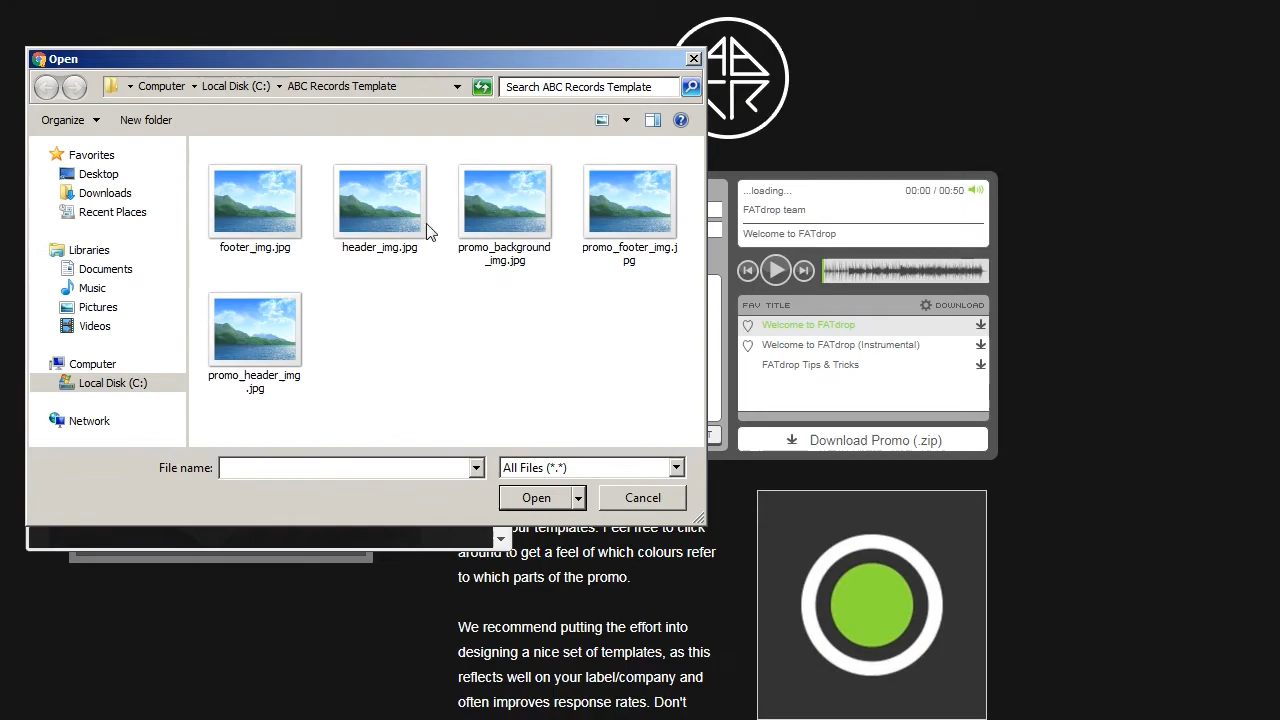 Open
Computer
Local Disk (C:)
ABC Records Template
Search ABC Records Template
Organize
New folder
Favorites
Desktop
Downloads
Recent Places
Libraries
Documents
Music
Pictures
Videos
Computer
Local Disk (C:)
Network
footer_img.jpg
header_img.jpg
promo_background
_img.jpg
promo_footer_img.j
pg
promo_header_img
.jpg
File name:
All Files (*.*)
Open
Cancel
...loading...
00:00 / 00:50
FATdrop team
Welcome to FATdrop
FAV TITLE
DOWNLOAD
Welcome to FATdrop
Welcome to FATdrop (Instrumental)
FATdrop Tips & Tricks
Download Promo (.zip)
templates. Feel free to click
around to get a feel of which colours refer
to which parts of the promo.
We recommend putting the effort into
designing a nice set of templates, as this
reflects well on your label/company and
often improves response rates. Don't